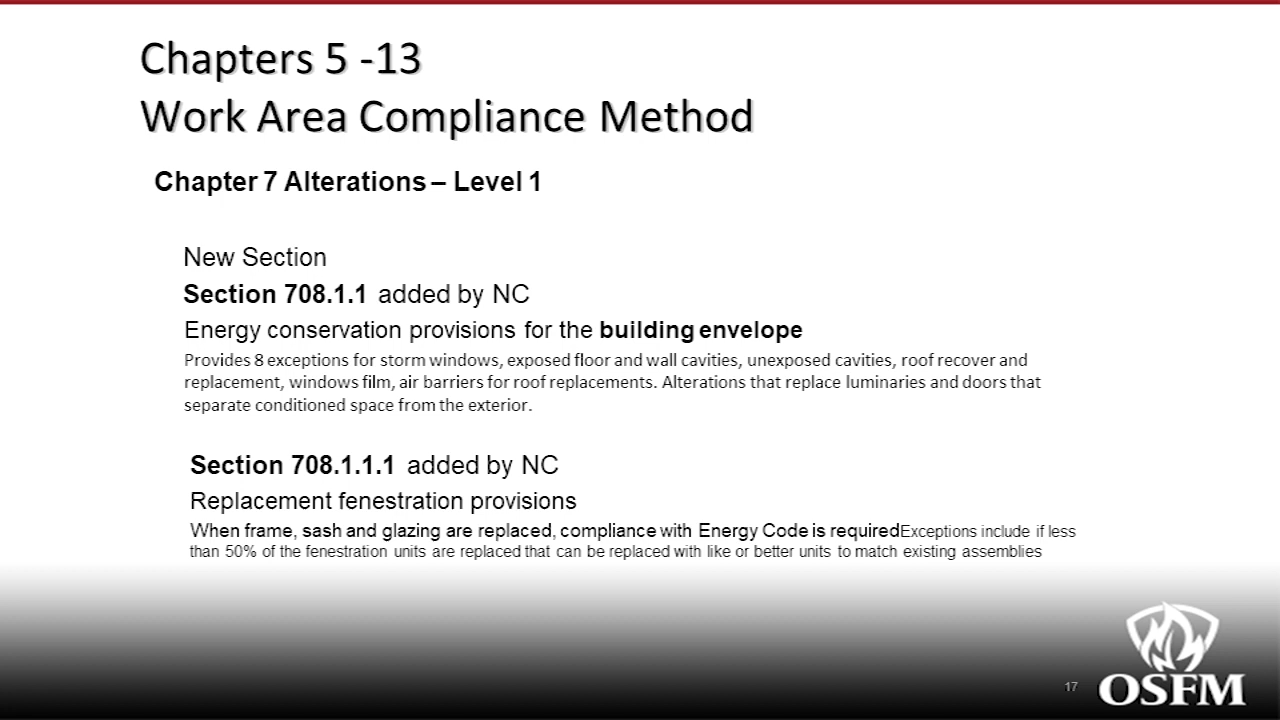 Chapters 5 -13
Work Area Compliance Method
Chapter 7 Alterations – Level 1
New Section
Section 708.1.1 added by NC
Energy conservation provisions for the building envelope
Provides 8 exceptions for storm windows, exposed floor and wall cavities, unexposed cavities, roof recover and
replacement, windows film, air barriers for roof replacements. Alterations that replace luminaries and doors that
separate conditioned space from the exterior.
Section 708.1.1.1 added by NC
Replacement fenestration provisions
When frame, sash and glazing are replaced, compliance with Energy Code is requiredExceptions include if less
than 50% of the fenestration units are replaced that can be replaced with like or better units to match existing assemblies
17
OSFM